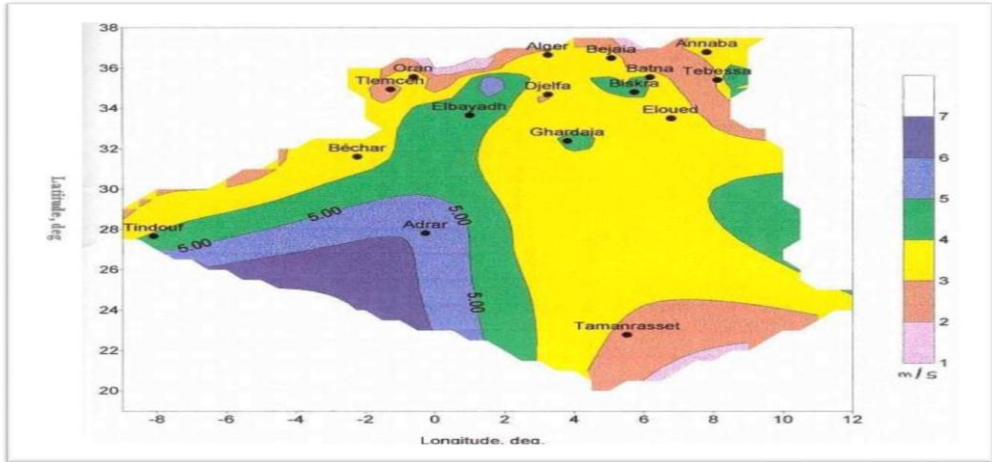 38
36
34
32
30
28
26
24
22
20
Latitude, deg
Alger
Bejaia
Annaba
Oran
Batna
Tebessa
Tlemcen
Djelfa
Biskra
Elbayadh
Eloued
Ghardaia
Béchar
Tindouf
5.00
5.00
5.00
Adrar
5.00
Tamanrasset
-8
-6
-4
-2
0
2
4
6
8
10
12
Longitude, deg.
7
6
5
4
3
2
1
m/s